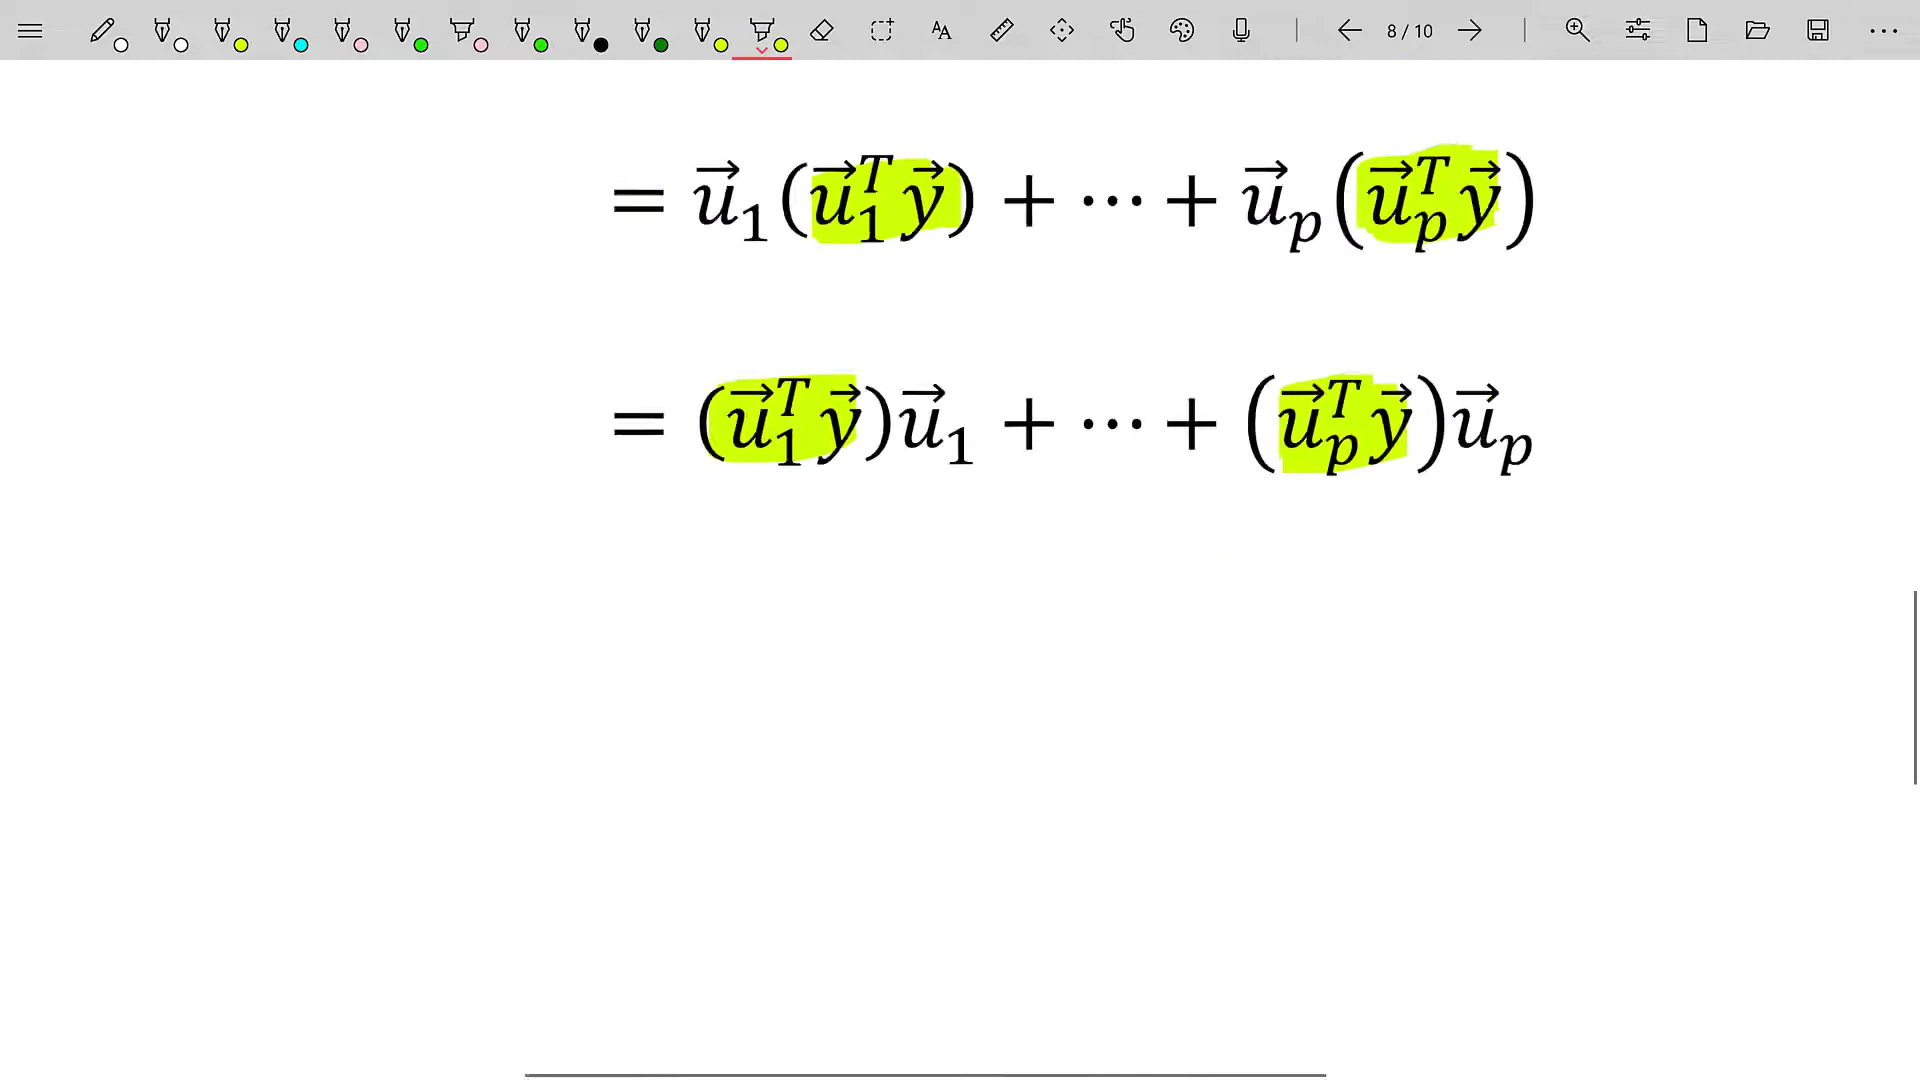 8 / 10
= u⃗₁(u⃗₁ᵀy⃗) + ⋯ + u⃗ₚ(u⃗ₚᵀy⃗)
= (u⃗₁ᵀy⃗)u⃗₁ + ⋯ + (u⃗ₚᵀy⃗)u⃗ₚ